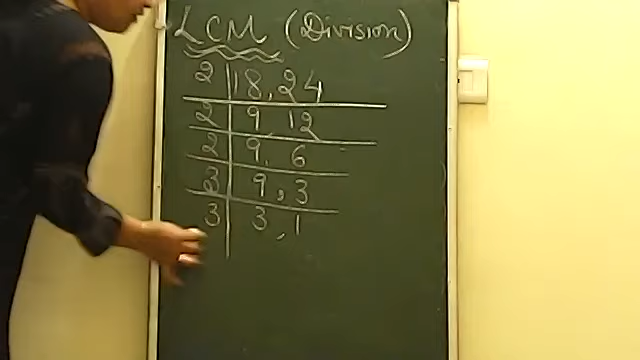 LCM (Division)
2 | 18, 24
2 | 9, 12
2 | 9, 6
3 | 9, 3
3 | 3, 1